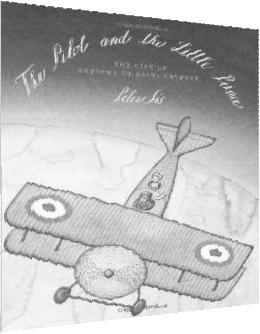 The Pilot and the Little Prince
THE LIFE OF
ANTOINE DE SAINT-EXUPÉRY
Peter Sís